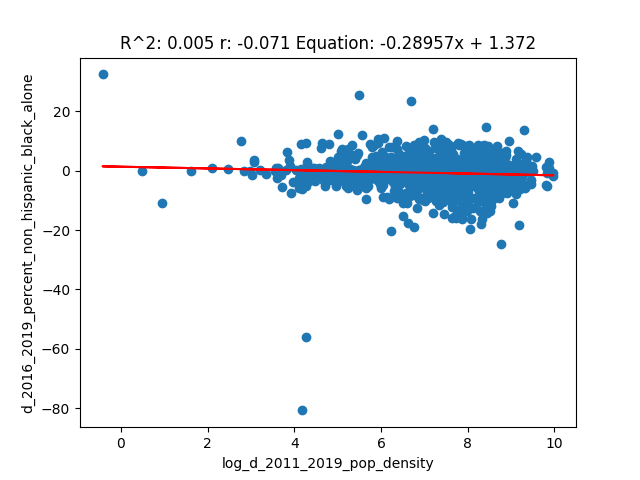 R^2: 0.005 r: -0.071 Equation: -0.28957x + 1.372
d_2016_2019_percent_non_hispanic_black_alone
20
0
−20
−40
−60
−80
0 2 4 6 8 10
log_d_2011_2019_pop_density